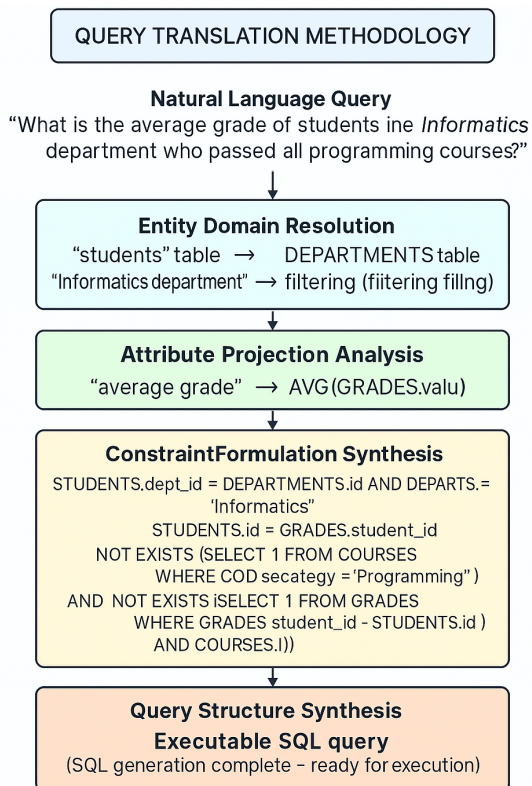 QUERY TRANSLATION METHODOLOGY
Natural Language Query
“What is the average grade of students ine Informatics
department who passed all programming courses?”
Entity Domain Resolution
“students” table → DEPARTMENTS table
“Informatics department” → filtering (fiitering fillng)
Attribute Projection Analysis
“average grade” → AVG(GRADES.valu)
ConstraintFormulation Synthesis
STUDENTS.dept_id = DEPARTMENTS.id AND DEPARTS.=
‘Informatics”
STUDENTS.id = GRADES.student_id
NOT EXISTS (SELECT 1 FROM COURSES
WHERE COD secategy = ‘Programming” )
AND NOT EXISTS iSELECT 1 FROM GRADES
WHERE GRADES student_id - STUDENTS.id )
AND COURSES.I))
Query Structure Synthesis
Executable SQL query
(SQL generation complete – ready for execution)